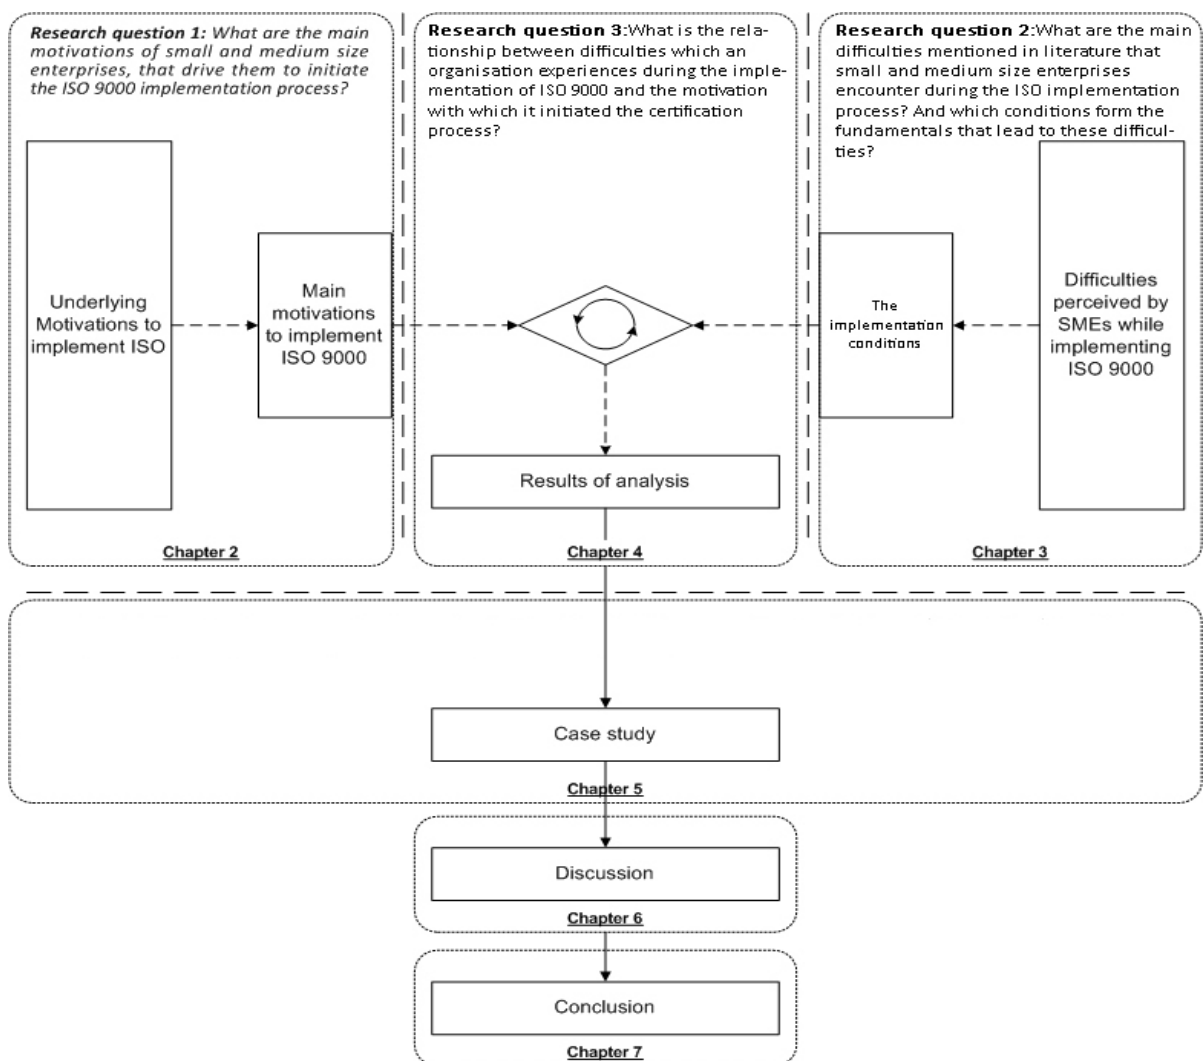 Research question 1: What are the main
motivations of small and medium size
enterprises, that drive them to initiate
the ISO 9000 implementation process?
Underlying
Motivations to
implement ISO
Main
motivations
to implement
ISO 9000
Chapter 2
Research question 3:What is the rela-
tionship between difficulties which an
organisation experiences during the imple-
mentation of ISO 9000 and the motivation
with which it initiated the certification
process?
Results of analysis
Chapter 4
Research question 2:What are the main
difficulties mentioned in literature that
small and medium size enterprises
encounter during the ISO implementation
process? And which conditions form the
fundamentals that lead to these difficul-
ties?
The
implementation
conditions
Difficulties
perceived by
SMEs while
implementing
ISO 9000
Chapter 3
Case study
Chapter 5
Discussion
Chapter 6
Conclusion
Chapter 7